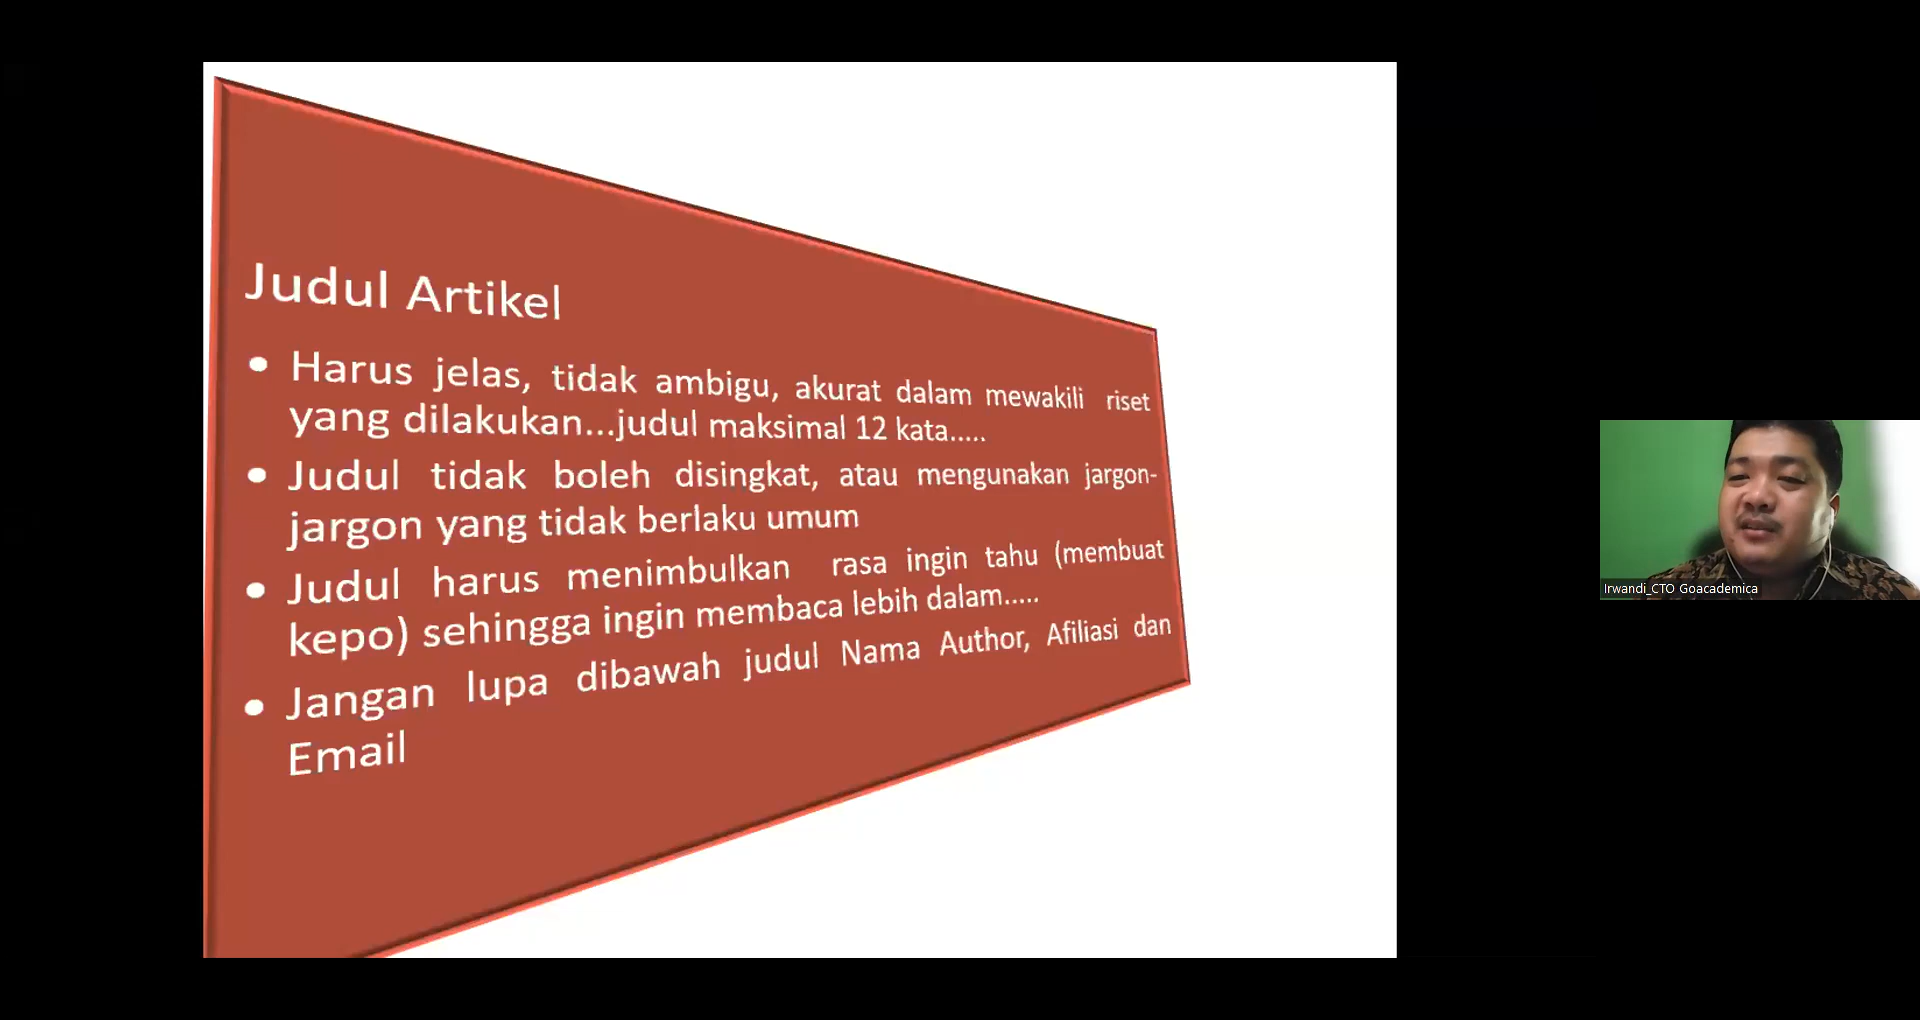 Judul Artikel
• Harus jelas, tidak ambigu, akurat dalam mewakili riset
yang dilakukan...judul maksimal 12 kata.....
• Judul tidak boleh disingkat, atau mengunakan jargon-
jargon yang tidak berlaku umum
• Judul harus menimbulkan rasa ingin tahu (membuat
kepo) sehingga ingin membaca lebih dalam.....
• Jangan lupa dibawah judul Nama Author, Afiliasi dan
Email
Irwandi_CTO Goacademica